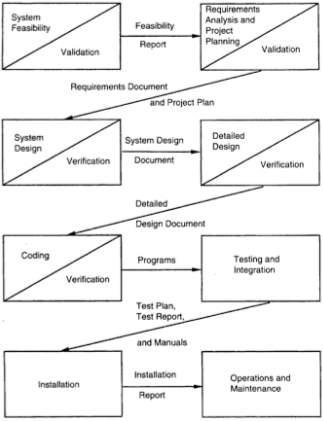 System
Feasibility
Validation
Feasibility
Report
Requirements
Analysis and
Project
Planning
Validation
Requirements Document
and Project Plan
System
Design
Verification
System Design
Document
Detailed
Design
Verification
Detailed
Design Document
Coding
Verification
Programs
Testing and
Integration
Test Plan,
Test Report,
and Manuals
Installation
Installation
Report
Operations and
Maintenance